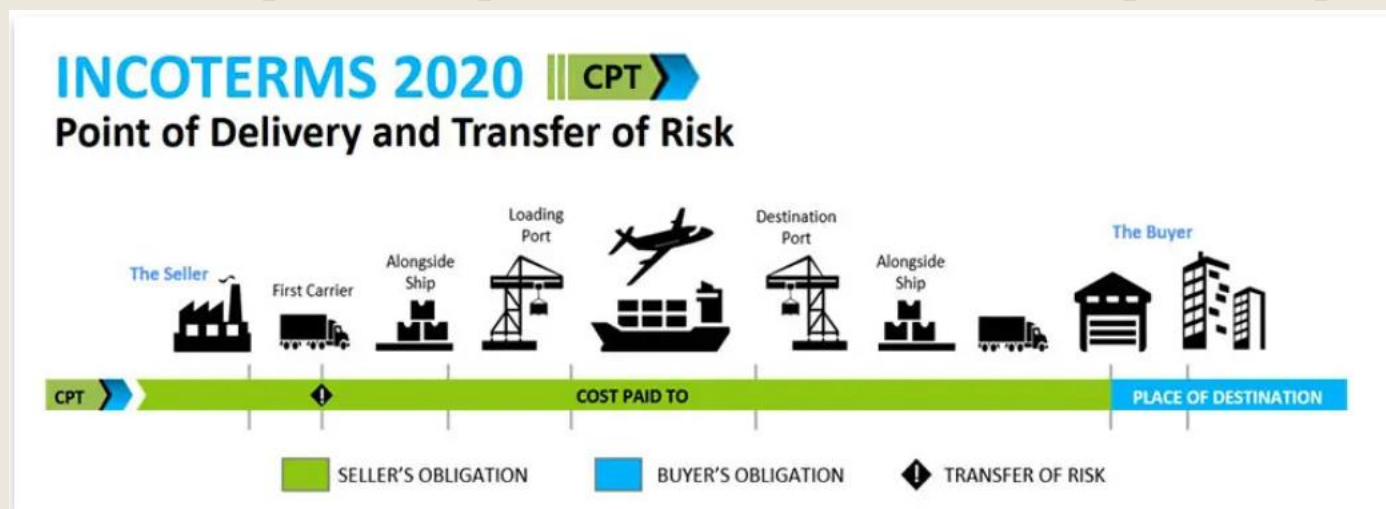 INCOTERMS 2020 CPT
Point of Delivery and Transfer of Risk
The Seller
First Carrier
Alongside
Ship
Loading
Port
Destination
Port
Alongside
Ship
The Buyer
CPT
COST PAID TO
PLACE OF DESTINATION
SELLER'S OBLIGATION
BUYER'S OBLIGATION
TRANSFER OF RISK